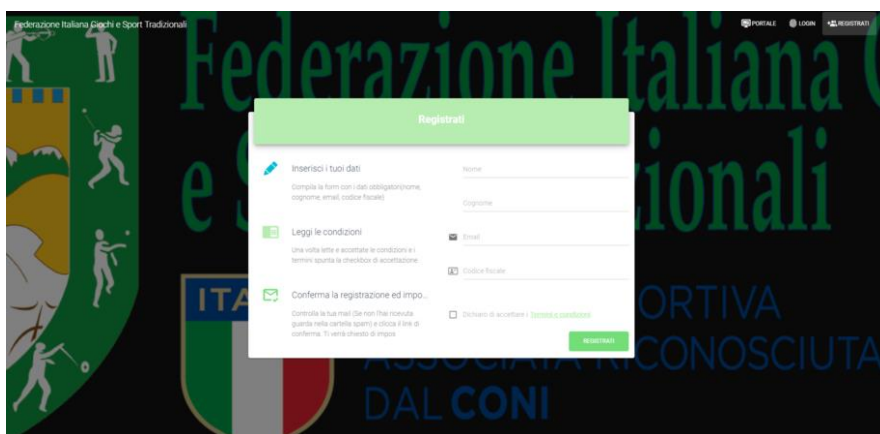 Federazione Italiana Giochi e Sport Tradizionali
PORTALE
LOGIN
REGISTRATI
Federazione Italiana G
e S
zionali
ITA
ORTIVA
ASSOCIATA RICONOSCIUTA
DAL CONI
Registrati
Inserisci i tuoi dati
Compila la form con i dati obbligatori(nome,
cognome, email, codice fiscale)
Leggi le condizioni
Una volta lette e accettate le condizioni e i
termini spunta la checkbox di accettazione.
Conferma la registrazione ed impo...
Controlla la tua mail (Se non l'hai ricevuta
guarda nella cartella spam) e clicca il link di
conferma. Ti verrà chiesto di impos
Nome
Cognome
Email
Codice fiscale
Dichiaro di accettare i Termini e condizioni
REGISTRATI